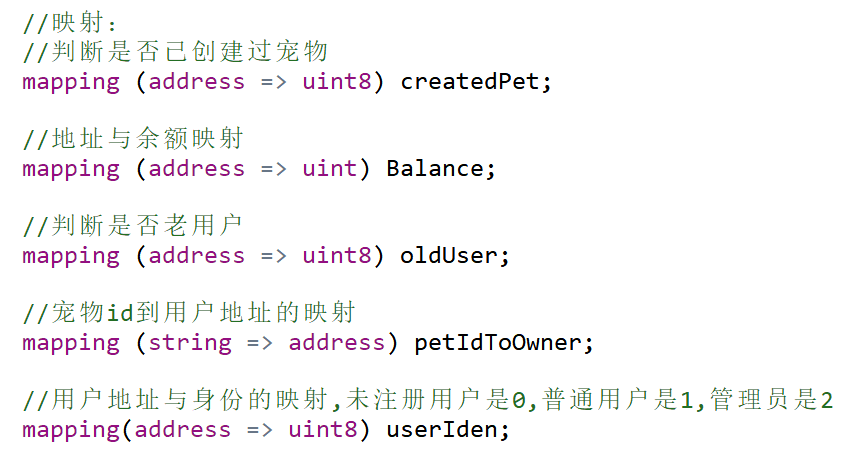 //映射：
//判断是否已创建过宠物
mapping (address => uint8) createdPet;
//地址与余额映射
mapping (address => uint) Balance;
//判断是否老用户
mapping (address => uint8) oldUser;
//宠物id到用户地址的映射
mapping (string => address) petIdToOwner;
//用户地址与身份的映射,未注册用户是0,普通用户是1,管理员是2
mapping(address => uint8) userIden;